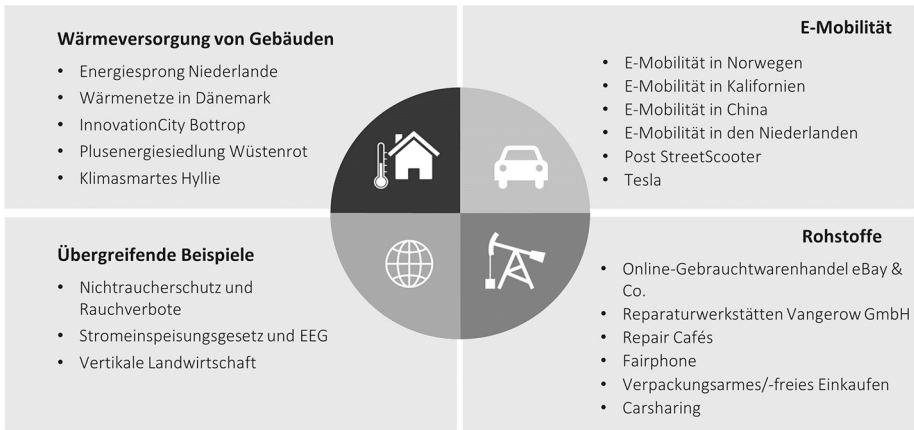 Wärmeversorgung von Gebäuden
• Energiesprong Niederlande
• Wärmenetze in Dänemark
• InnovationCity Bottrop
• Plusenergiesiedlung Wüstenrot
• Klimasmartes Hyllie
E-Mobilität
• E-Mobilität in Norwegen
• E-Mobilität in Kalifornien
• E-Mobilität in China
• E-Mobilität in den Niederlanden
• Post StreetScooter
• Tesla
Übergreifende Beispiele
• Nichtraucherschutz und
Rauchverbote
• Stromeinspeisungsgesetz und EEG
• Vertikale Landwirtschaft
Rohstoffe
• Online-Gebrauchtwarenhandel eBay &
Co.
• Reparaturwerkstätten Vangerow GmbH
• Repair Cafés
• Fairphone
• Verpackungsarmes/-freies Einkaufen
• Carsharing